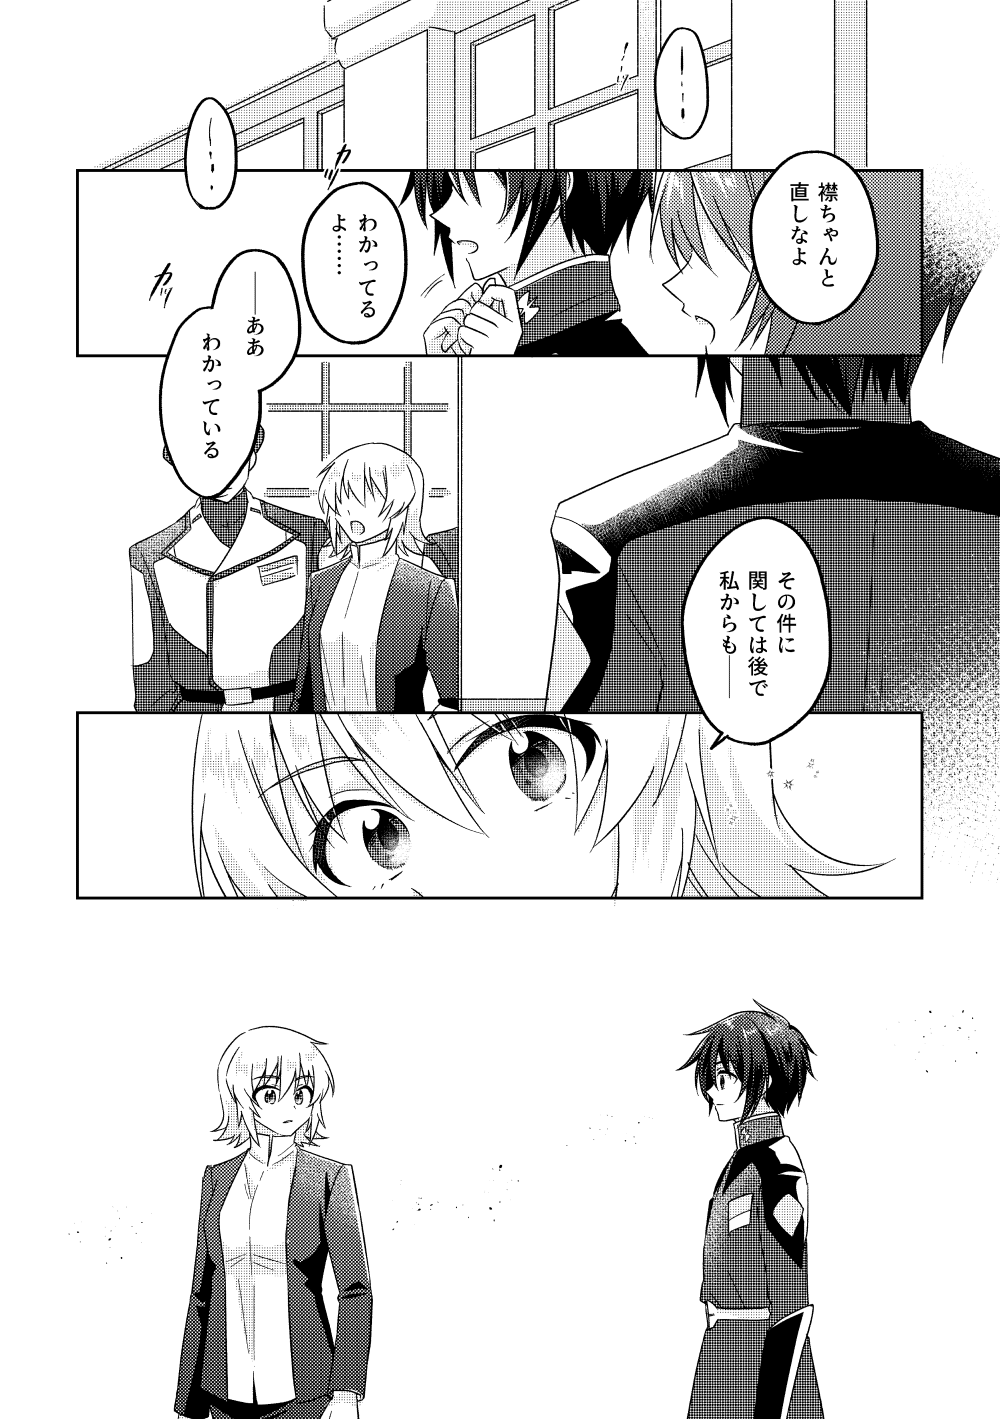 ―・・・
―・・・
襟ちゃんと
直しなよ
わかってる
よ……
カッ
――ああ
わかっている
カッ
その件に
関しては後で
私からも――